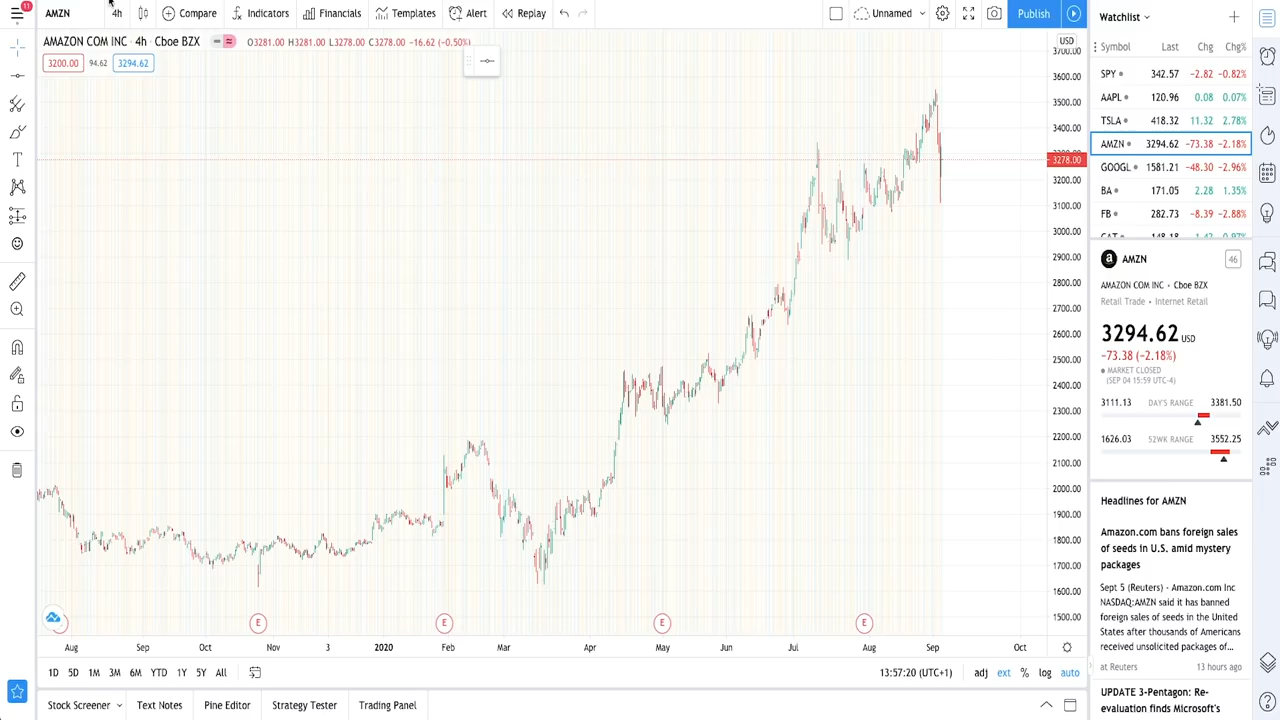 11
AMZN 4h Compare Indicators Financials Templates Alert Replay Unnamed Publish
AMAZON COM INC · 4h · Cboe BZX O3281.00 H3281.00 L3278.00 C3278.00 -16.62 (-0.50%)
3200.00 94.62 3294.62
USD
3700.00
3600.00
3500.00
3400.00
3278.00
3200.00
3100.00
3000.00
2900.00
2800.00
2700.00
2600.00
2500.00
2400.00
2300.00
2200.00
2100.00
2000.00
1900.00
1800.00
1700.00
1600.00
1500.00
E E E E
Aug Sep Oct Nov 3 2020 Feb Mar Apr May Jun Jul Aug Sep Oct
1D 5D 1M 3M 6M YTD 1Y 5Y All
13:57:20 (UTC+1) adj ext % log auto
Stock Screener Text Notes Pine Editor Strategy Tester Trading Panel
Watchlist
Symbol Last Chg Chg%
SPY 342.57 −2.82 −0.82%
AAPL 120.96 0.08 0.07%
TSLA 418.32 11.32 2.78%
AMZN 3294.62 −73.38 −2.18%
GOOGL 1581.21 −48.30 −2.96%
BA 171.05 2.28 1.35%
FB 282.73 −8.39 −2.88%
CAT 148.18 1.42 0.97%
AMZN 46
AMAZON COM INC • Cboe BZX
Retail Trade • Internet Retail
3294.62 USD
−73.38 (−2.18%)
MARKET CLOSED
(SEP 04 15:59 UTC-4)
3111.13 DAY'S RANGE 3381.50
1626.03 52WK RANGE 3552.25
Headlines for AMZN
Amazon.com bans foreign
sales of seeds in U.S. amid mystery
packages
Sept 5 (Reuters) - Amazon.com Inc
NASDAQ:AMZN said it has banned
foreign sales of seeds in the United
States after thousands of Americans
received unsolicited packages of...
at Reuters 13 hours ago
UPDATE 3-Pentagon: Re-
evaluation finds Microsoft's